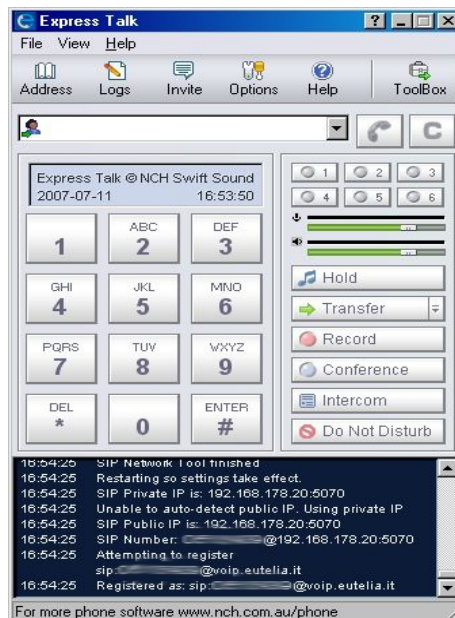 Express Talk
File View Help
Address Logs Invite Options Help ToolBox
C
Express Talk © NCH Swift Sound
2007-07-11 16:53:50
1 2 3
4 5 6
1
ABC
2
DEF
3
GHI
4
JKL
5
MNO
6
PQRS
7
TUV
8
WXYZ
9
DEL
*
0
ENTER
#
Hold
Transfer
Record
Conference
Intercom
Do Not Disturb
16:54:25 SIP Network Tool finished
16:54:25 Restarting so settings take effect.
16:54:25 SIP Private IP is: 192.168.178.20:5070
16:54:25 Unable to auto-detect public IP. Using private IP
16:54:25 SIP Public IP is: 192.168.178.20:5070
16:54:25 SIP Number: @192.168.178.20:5070
16:54:25 Attempting to register
sip: @voip.eutelia.it
16:54:25 Registered as: sip: @voip.eutelia.it
For more phone software www.nch.com.au/phone